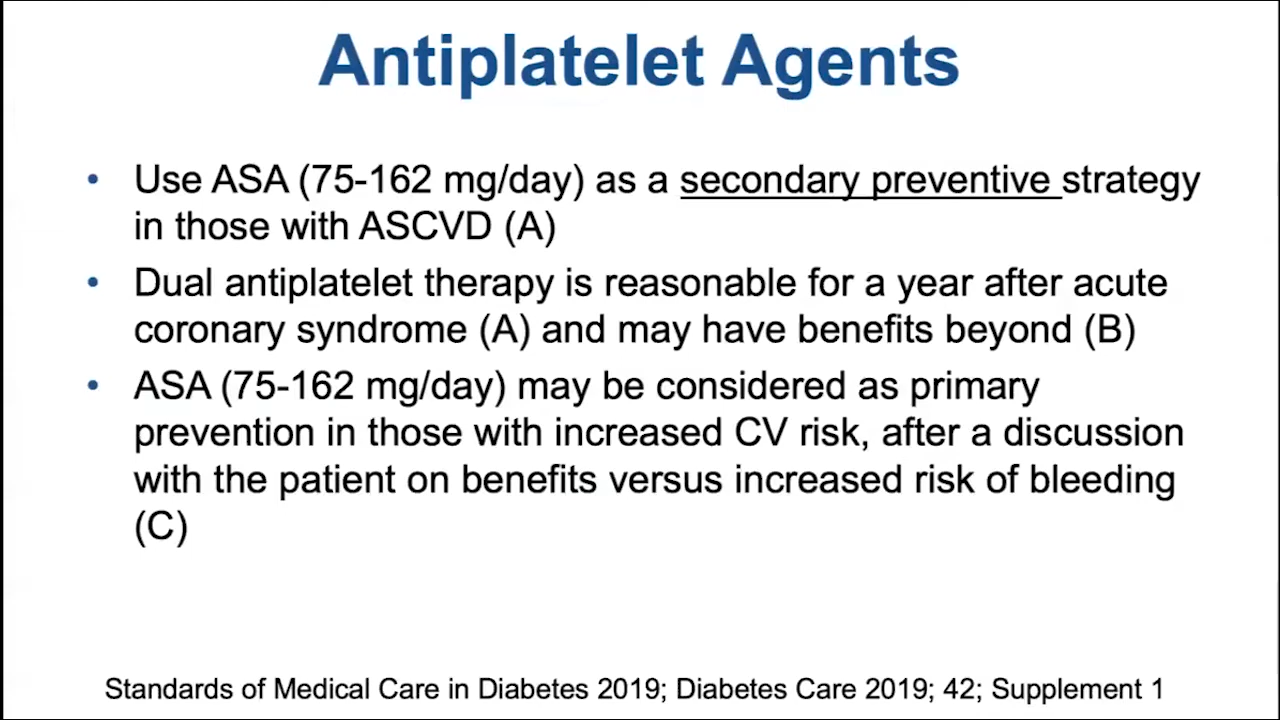 Antiplatelet Agents
• Use ASA (75-162 mg/day) as a secondary preventive strategy
in those with ASCVD (A)
• Dual antiplatelet therapy is reasonable for a year after acute
coronary syndrome (A) and may have benefits beyond (B)
• ASA (75-162 mg/day) may be considered as primary
prevention in those with increased CV risk, after a discussion
with the patient on benefits versus increased risk of bleeding
(C)
Standards of Medical Care in Diabetes 2019; Diabetes Care 2019; 42; Supplement 1